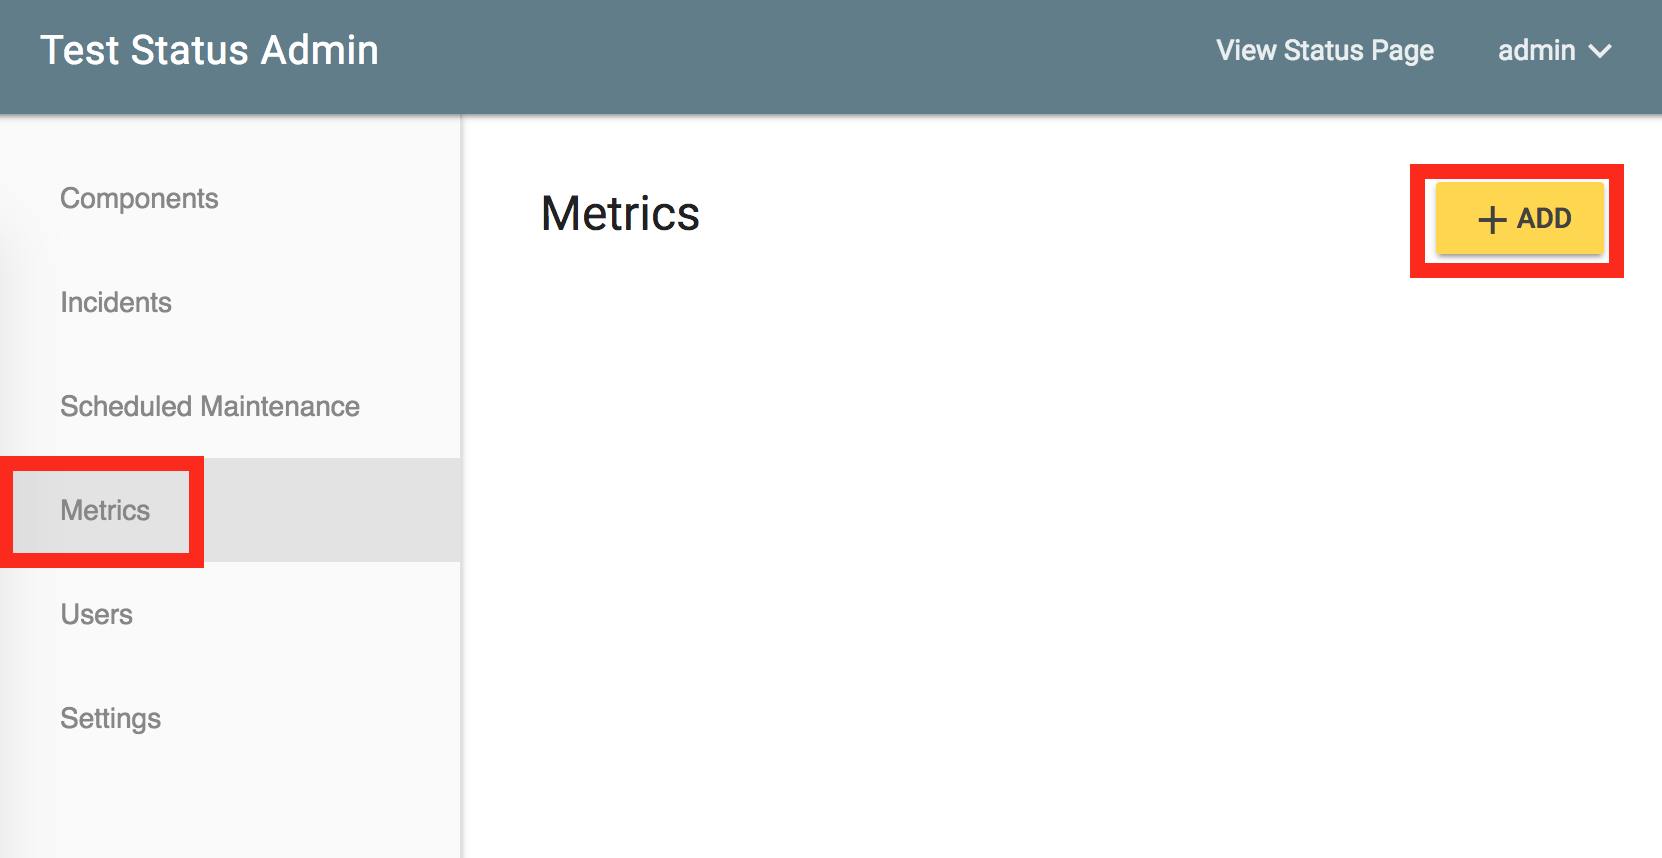 Test Status Admin
View Status Page
admin
Components
Incidents
Scheduled Maintenance
Metrics
Users
Settings
Metrics
+ ADD